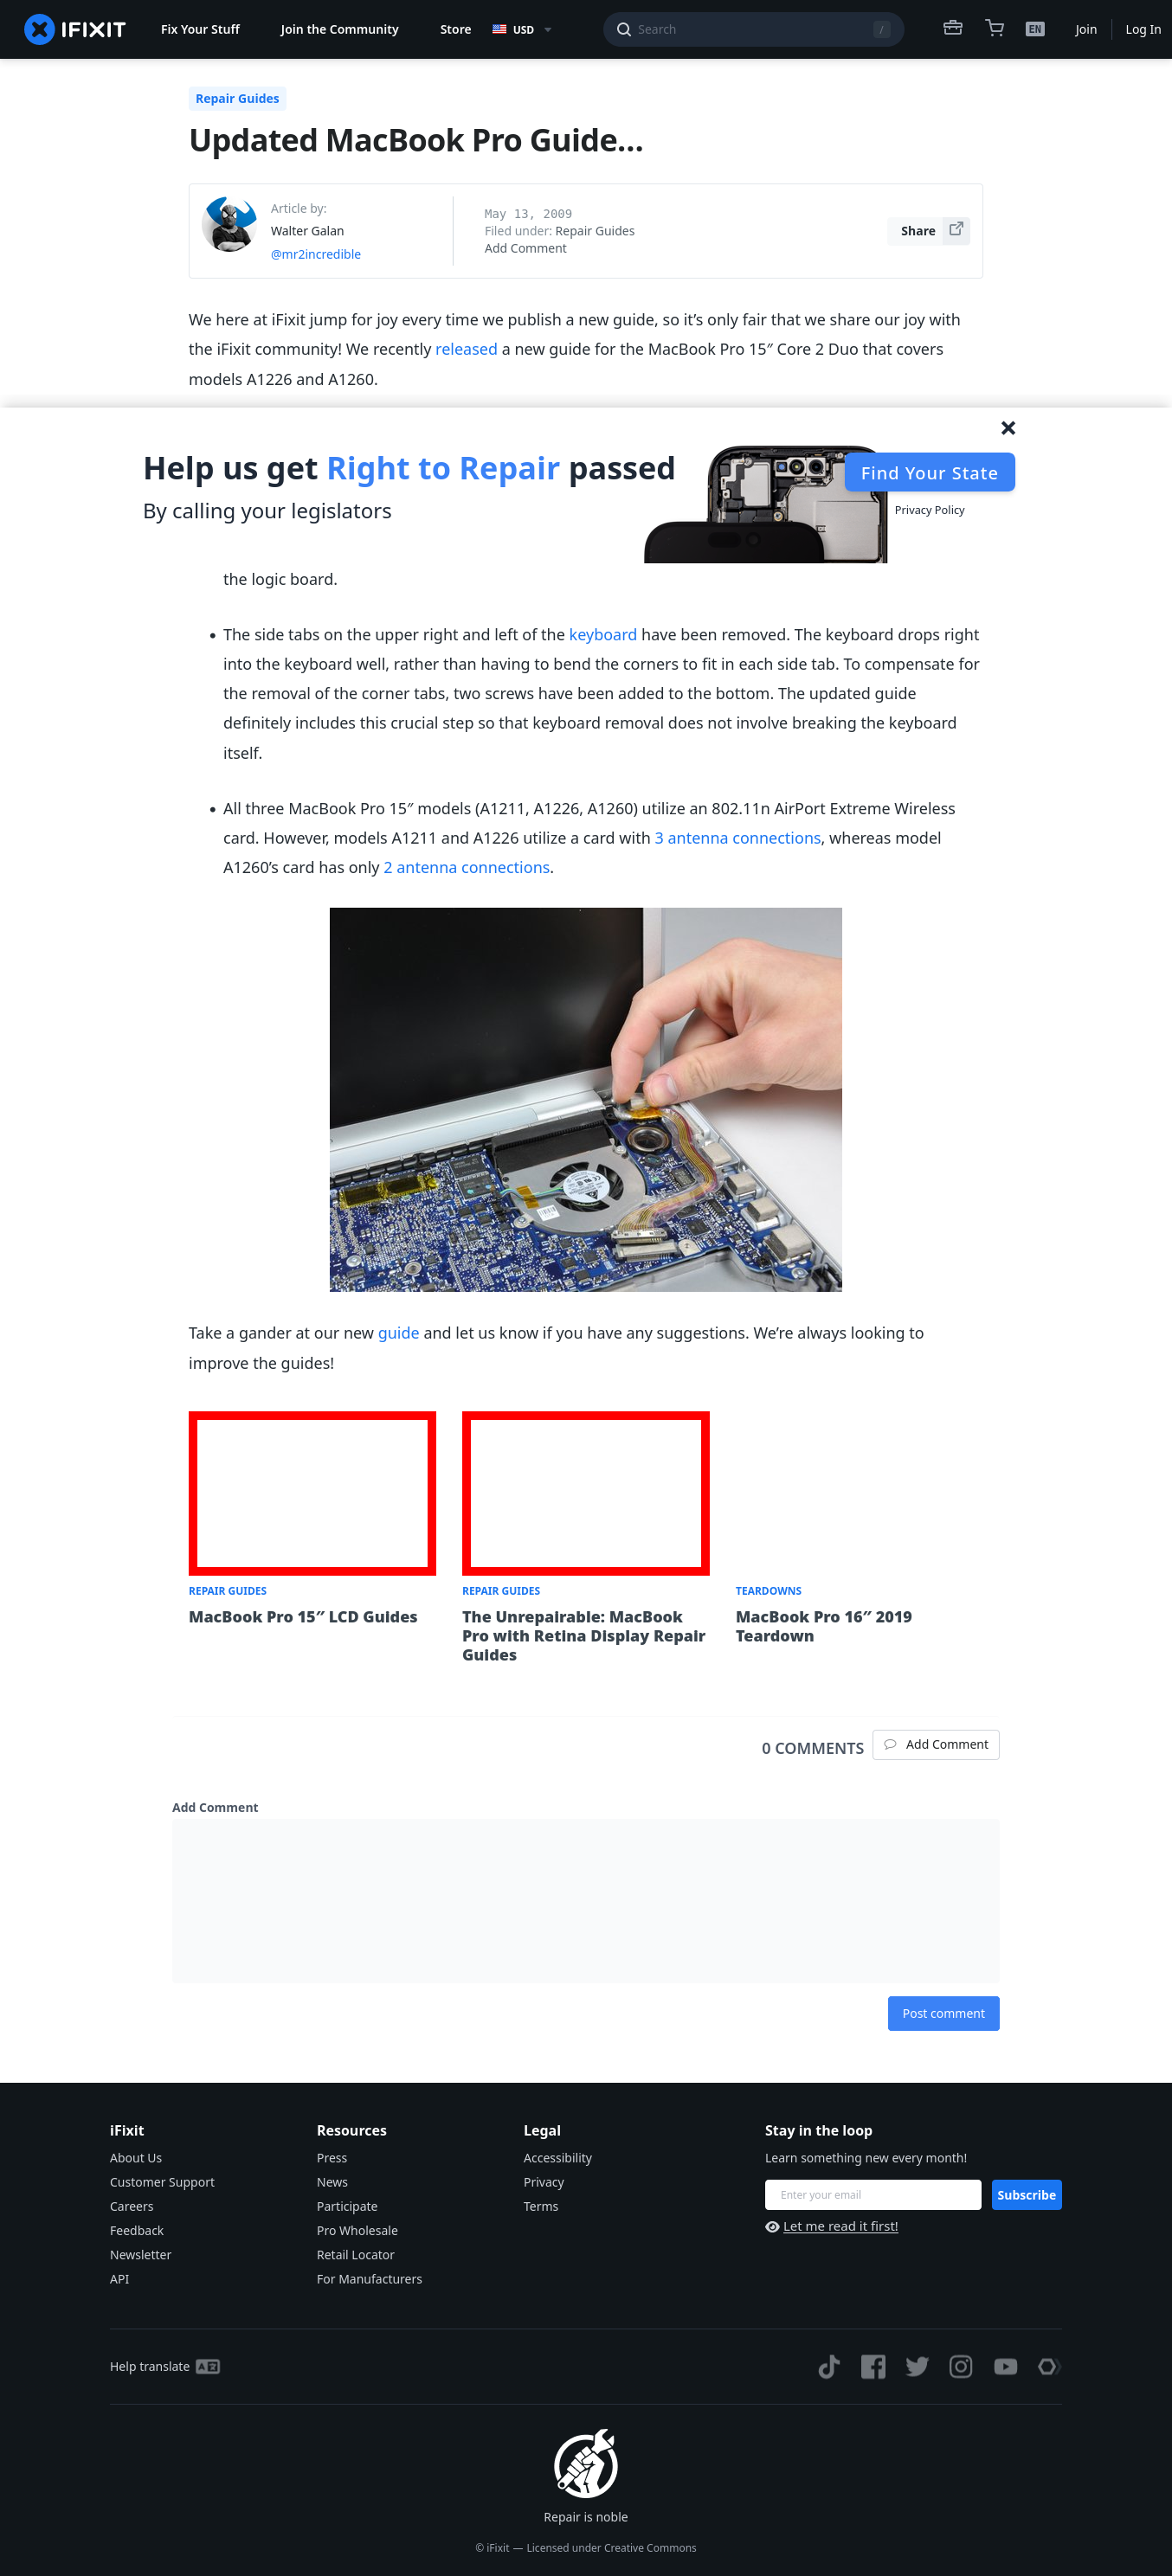 IFIXIT
Fix Your Stuff
Join the Community
Store
USD
Search
/
EN
Join
Log In
Repair Guides
Updated MacBook Pro Guide...
Article by:
Walter Galan
@mr2incredible
May 13, 2009
Filed under: Repair Guides
Add Comment
Share
We here at iFixit jump for joy every time we publish a new guide, so it’s only fair that we share our joy with
the iFixit community! We recently released a new guide for the MacBook Pro 15″ Core 2 Duo that covers
models A1226 and A1260.
Help us get Right to Repair passed
By calling your legislators
Find Your State
Privacy Policy
the logic board.
• The side tabs on the upper right and left of the keyboard have been removed. The keyboard drops right
into the keyboard well, rather than having to bend the corners to fit in each side tab. To compensate for
the removal of the corner tabs, two screws have been added to the bottom. The updated guide
definitely includes this crucial step so that keyboard removal does not involve breaking the keyboard
itself.
• All three MacBook Pro 15″ models (A1211, A1226, A1260) utilize an 802.11n AirPort Extreme Wireless
card. However, models A1211 and A1226 utilize a card with 3 antenna connections, whereas model
A1260’s card has only 2 antenna connections.
Take a gander at our new guide and let us know if you have any suggestions. We’re always looking to
improve the guides!
REPAIR GUIDES
MacBook Pro 15″ LCD Guides
REPAIR GUIDES
The Unrepairable: MacBook
Pro with Retina Display Repair
Guides
TEARDOWNS
MacBook Pro 16″ 2019
Teardown
0 COMMENTS
Add Comment
Add Comment
Post comment
iFixit
About Us
Customer Support
Careers
Feedback
Newsletter
API
Resources
Press
News
Participate
Pro Wholesale
Retail Locator
For Manufacturers
Legal
Accessibility
Privacy
Terms
Stay in the loop
Learn something new every month!
Enter your email
Subscribe
Let me read it first!
Help translate
Repair is noble
© iFixit — Licensed under Creative Commons